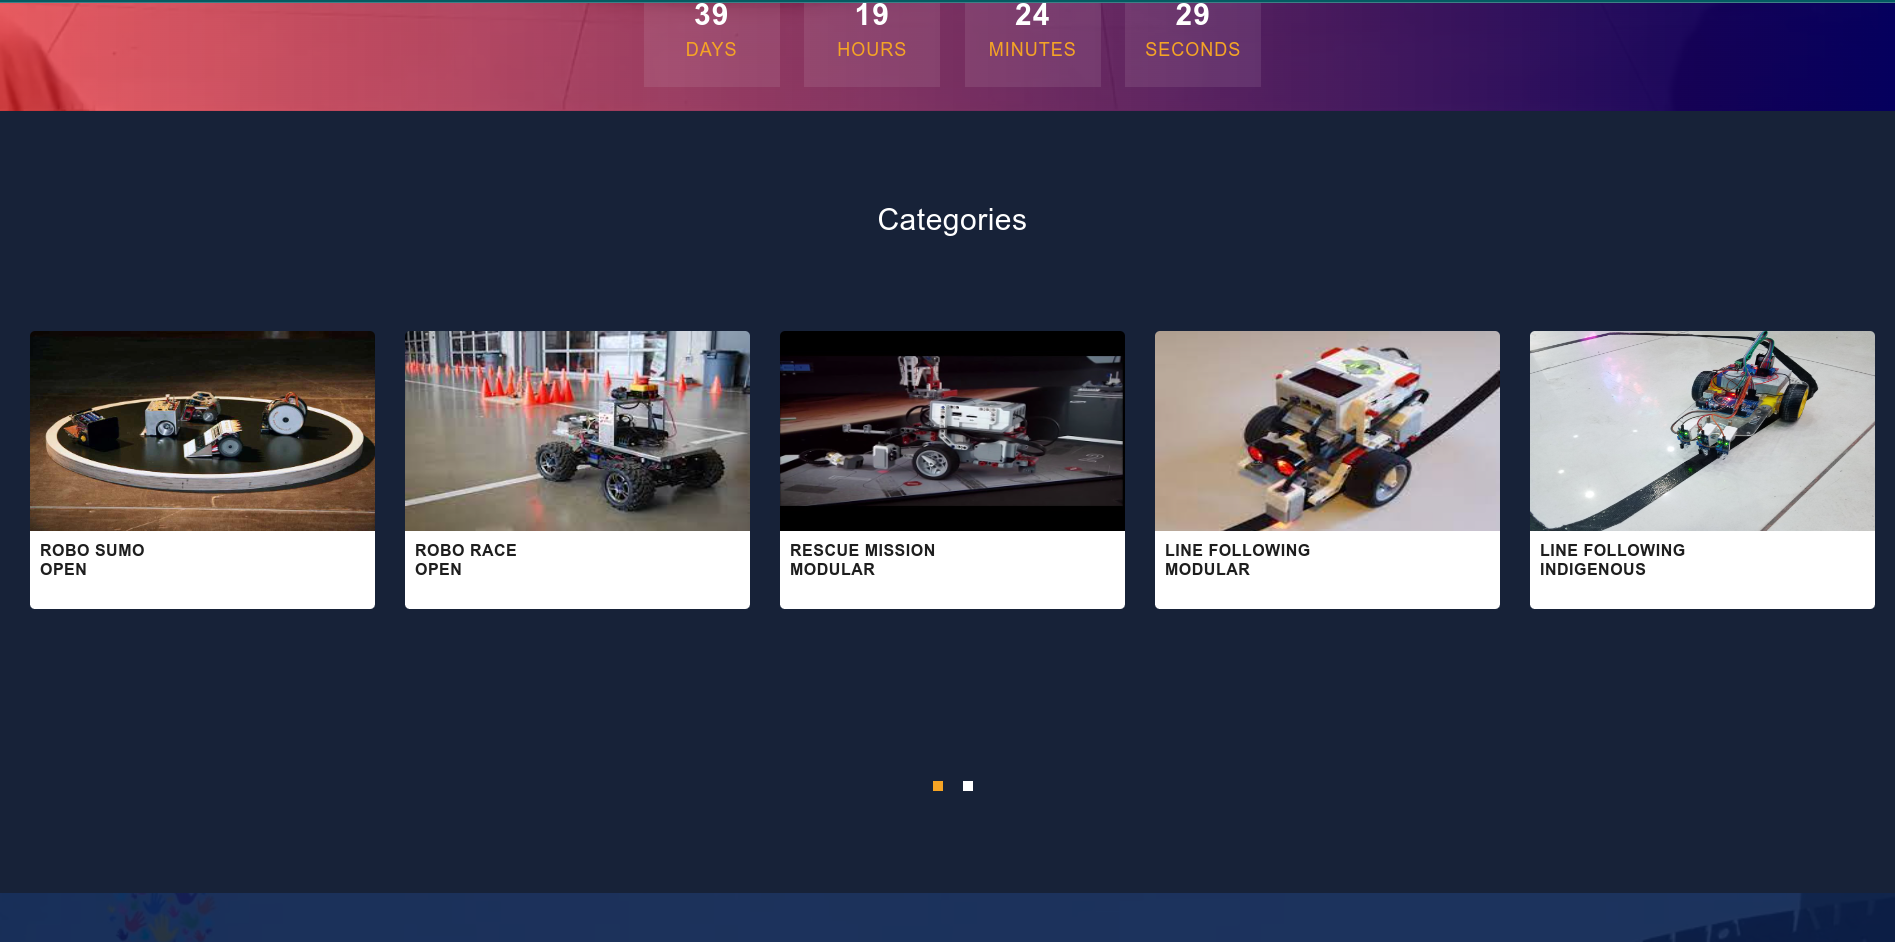 39
DAYS
19
HOURS
24
MINUTES
29
SECONDS
Categories
ROBO SUMO
OPEN
ROBO RACE
OPEN
RESCUE MISSION
MODULAR
LINE FOLLOWING
MODULAR
LINE FOLLOWING
INDIGENOUS